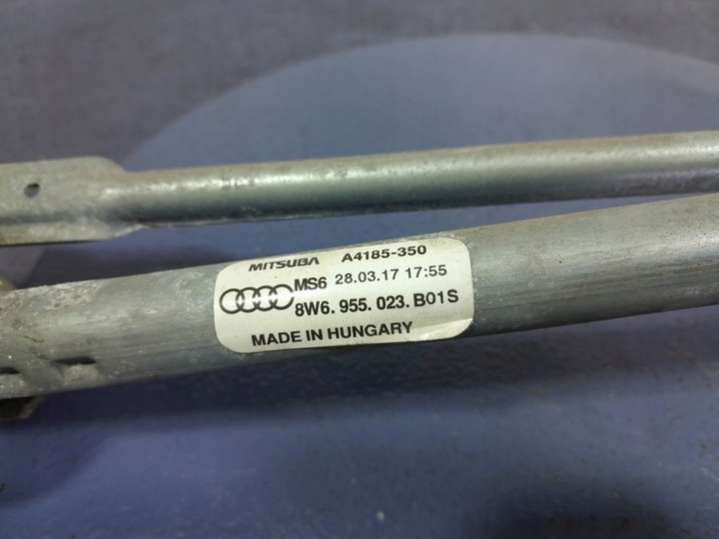 MITSUBA A4185-350
MS6 28.03.17 17:55
8W6.955.023.B01S
MADE IN HUNGARY